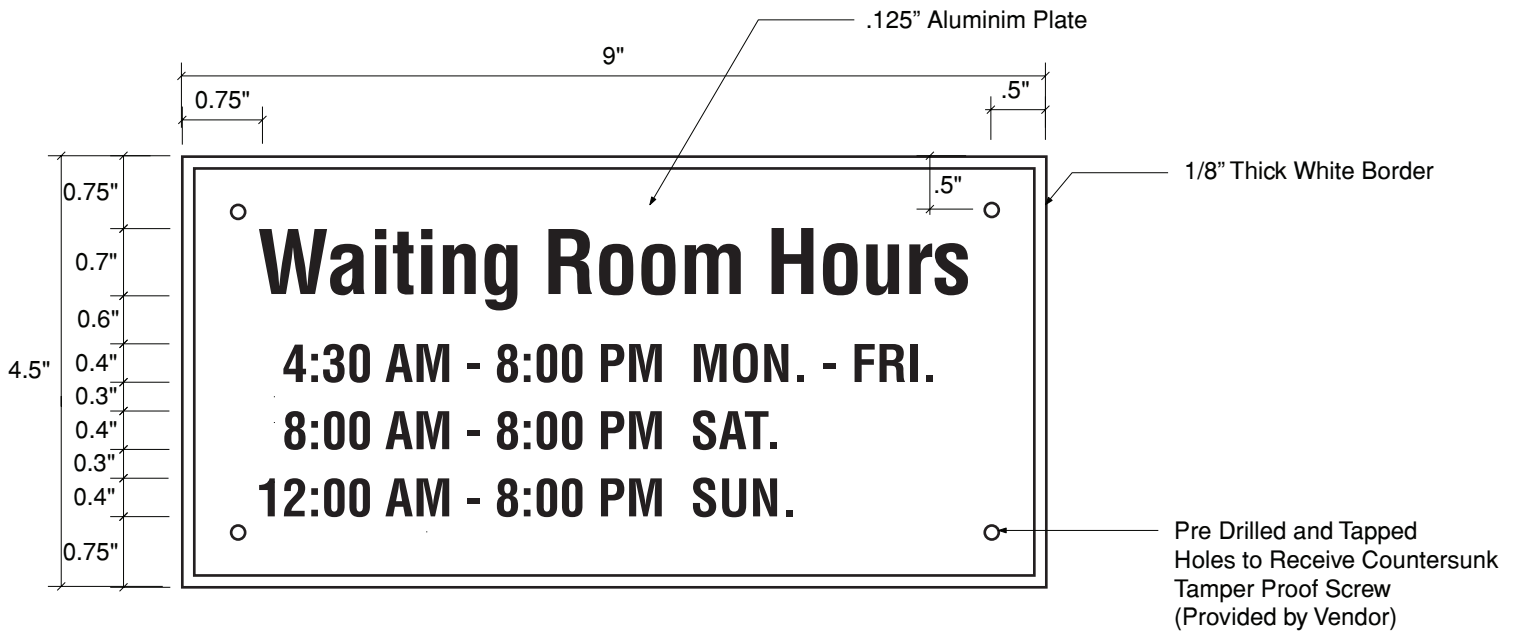 .125” Aluminim Plate
9"
0.75"
.5"
1/8” Thick White Border
0.75"
.5"
0.7"
Waiting Room Hours
0.6"
4.5"
0.4"
4:30 AM - 8:00 PM MON. - FRI.
0.3"
0.4"
8:00 AM - 8:00 PM SAT.
0.3"
0.4"
12:00 AM - 8:00 PM SUN.
0.75"
Pre Drilled and Tapped
Holes to Receive Countersunk
Tamper Proof Screw
(Provided by Vendor)